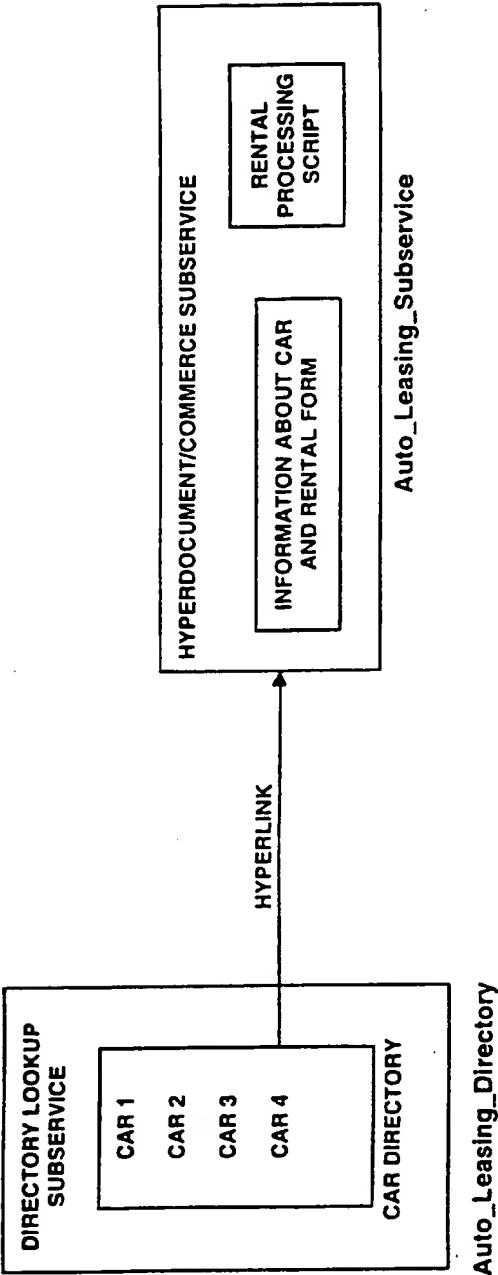 DIRECTORY LOOKUP
SUBSERVICE
CAR 1
CAR 2
CAR 3
CAR 4
CAR DIRECTORY
Auto_Leasing_Directory
HYPERLINK
HYPERDOCUMENT/COMMERCE SUBSERVICE
INFORMATION ABOUT CAR
AND RENTAL FORM
RENTAL
PROCESSING
SCRIPT
Auto_Leasing_Subservice